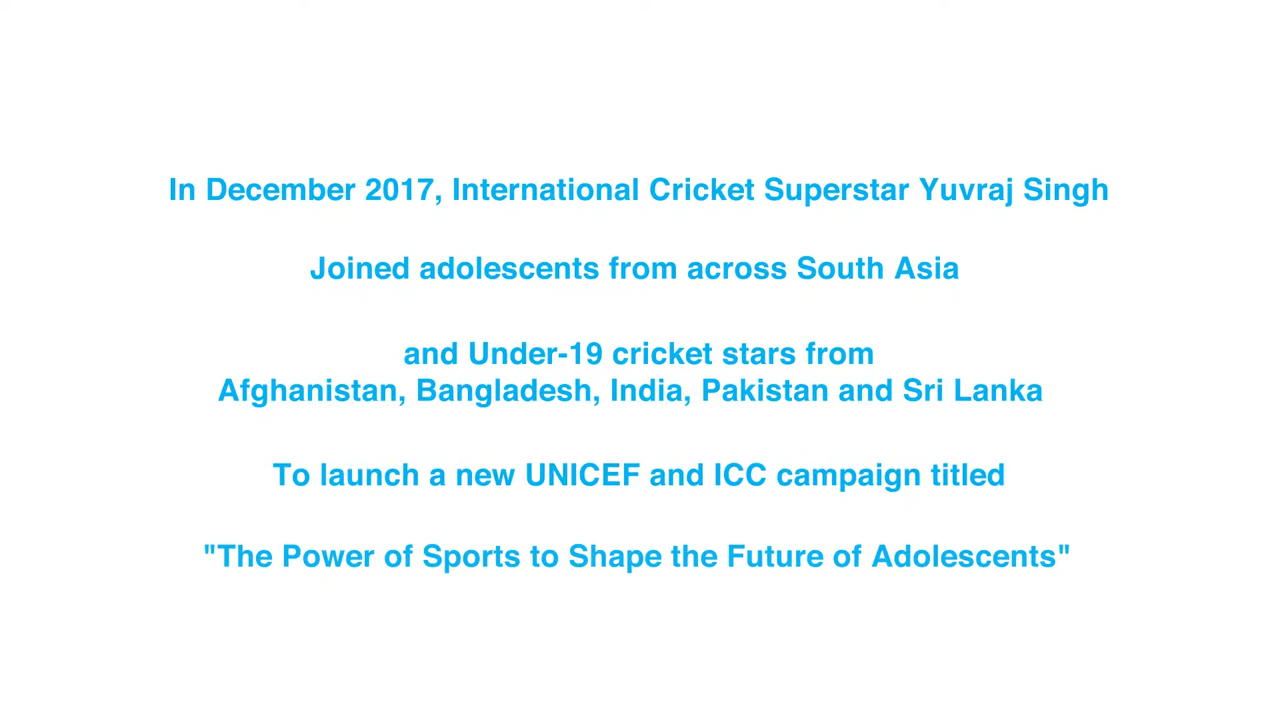 In December 2017, International Cricket Superstar Yuvraj Singh
Joined adolescents from across South Asia
and Under-19 cricket stars from
Afghanistan, Bangladesh, India, Pakistan and Sri Lanka
To launch a new UNICEF and ICC campaign titled
"The Power of Sports to Shape the Future of Adolescents"